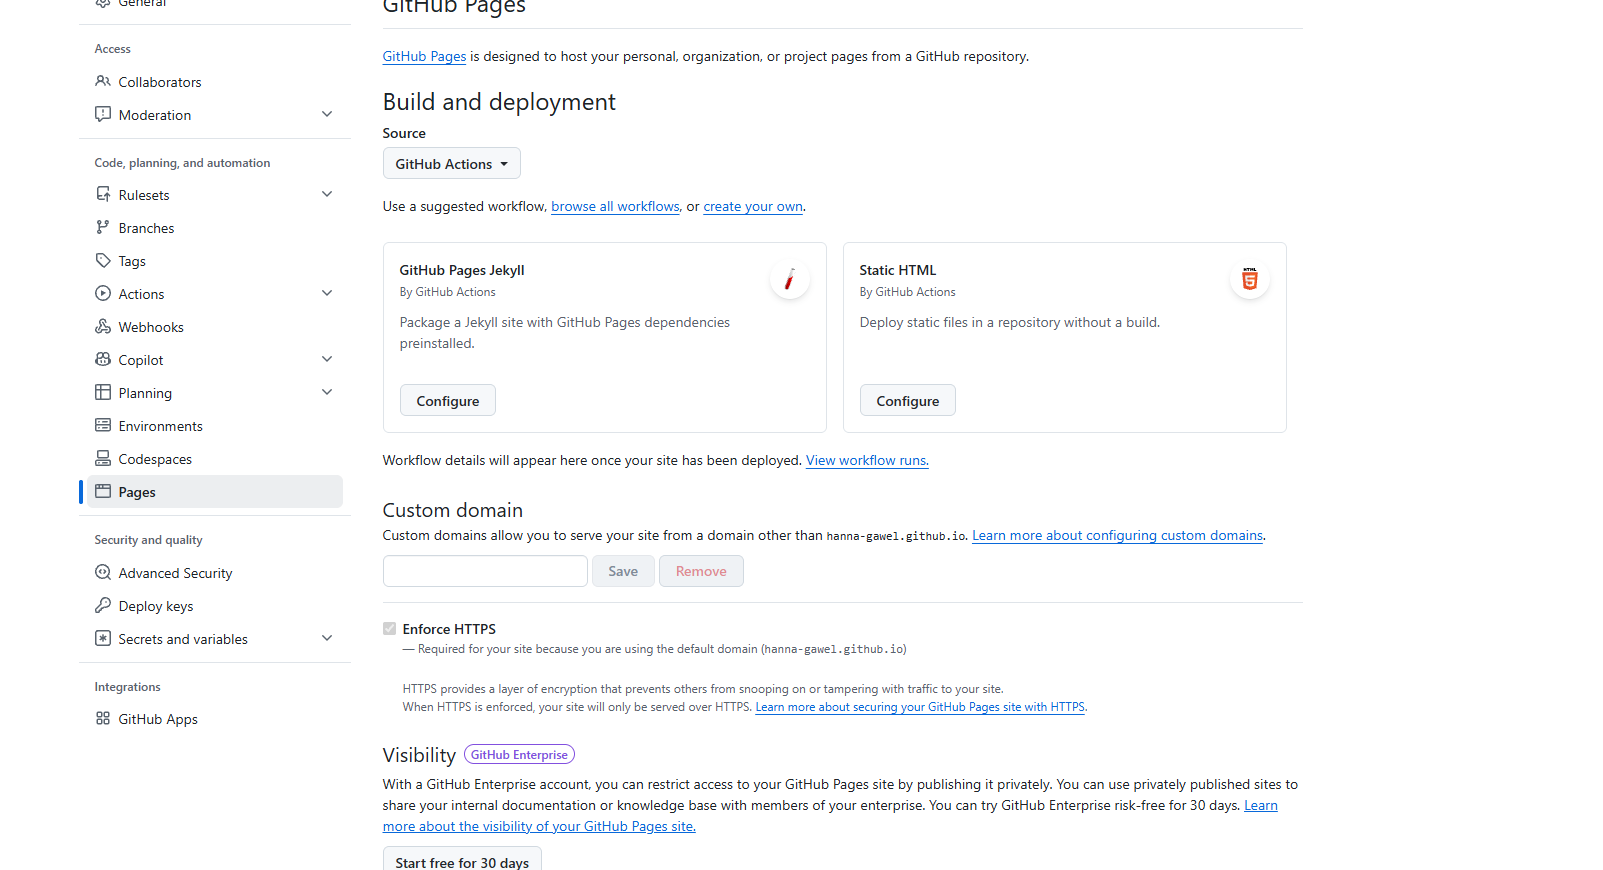 General
Access
Collaborators
Moderation
Code, planning, and automation
Rulesets
Branches
Tags
Actions
Webhooks
Copilot
Planning
Environments
Codespaces
Pages
Security and quality
Advanced Security
Deploy keys
Secrets and variables
Integrations
GitHub Apps
GitHub Pages
GitHub Pages is designed to host your personal, organization, or project pages from a GitHub repository.
Build and deployment
Source
GitHub Actions
Use a suggested workflow, browse all workflows, or create your own.
GitHub Pages Jekyll
By GitHub Actions
Package a Jekyll site with GitHub Pages dependencies
preinstalled.
Configure
Static HTML
By GitHub Actions
Deploy static files in a repository without a build.
HTML
5
Configure
Workflow details will appear here once your site has been deployed. View workflow runs.
Custom domain
Custom domains allow you to serve your site from a domain other than hanna-gawel.github.io. Learn more about configuring custom domains.
Save
Remove
Enforce HTTPS
— Required for your site because you are using the default domain (hanna-gawel.github.io)
HTTPS provides a layer of encryption that prevents others from snooping on or tampering with traffic to your site.
When HTTPS is enforced, your site will only be served over HTTPS. Learn more about securing your GitHub Pages site with HTTPS.
Visibility GitHub Enterprise
With a GitHub Enterprise account, you can restrict access to your GitHub Pages site by publishing it privately. You can use privately published sites to
share your internal documentation or knowledge base with members of your enterprise. You can try GitHub Enterprise risk-free for 30 days. Learn
more about the visibility of your GitHub Pages site.
Start free for 30 days